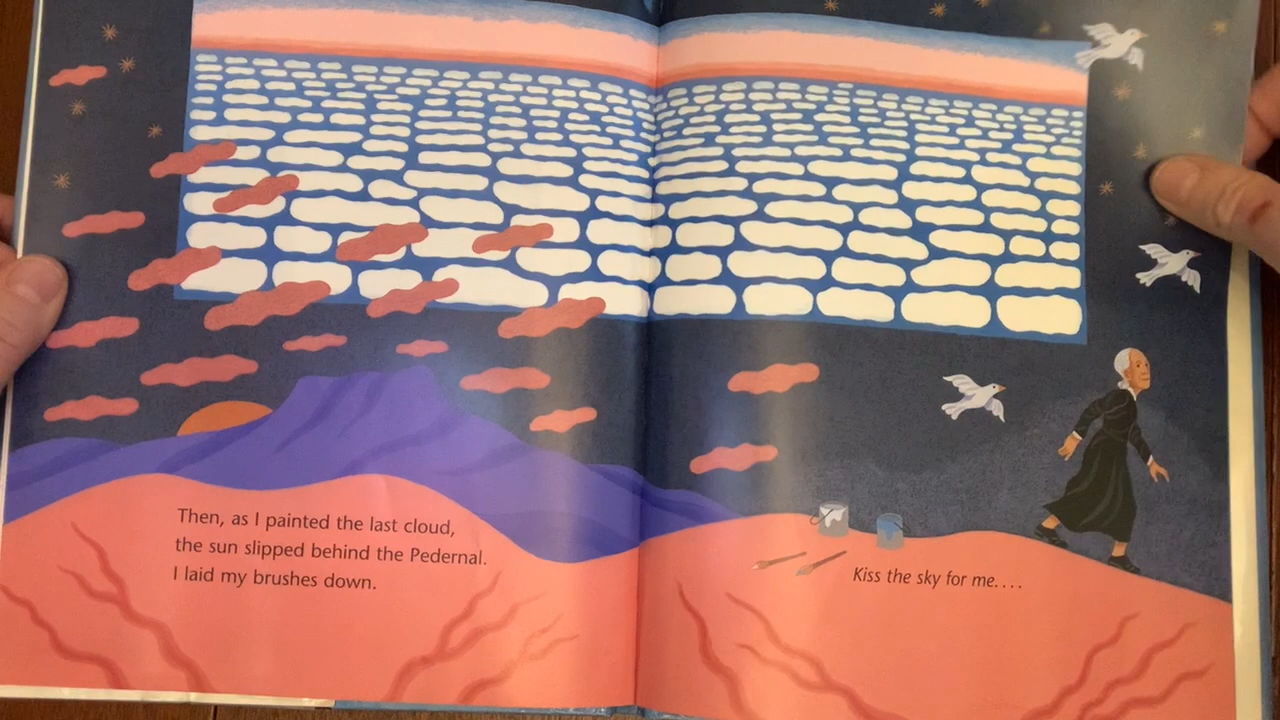 Then, as I painted the last cloud,
the sun slipped behind the Pedernal.
I laid my brushes down.
Kiss the sky for me. . . .